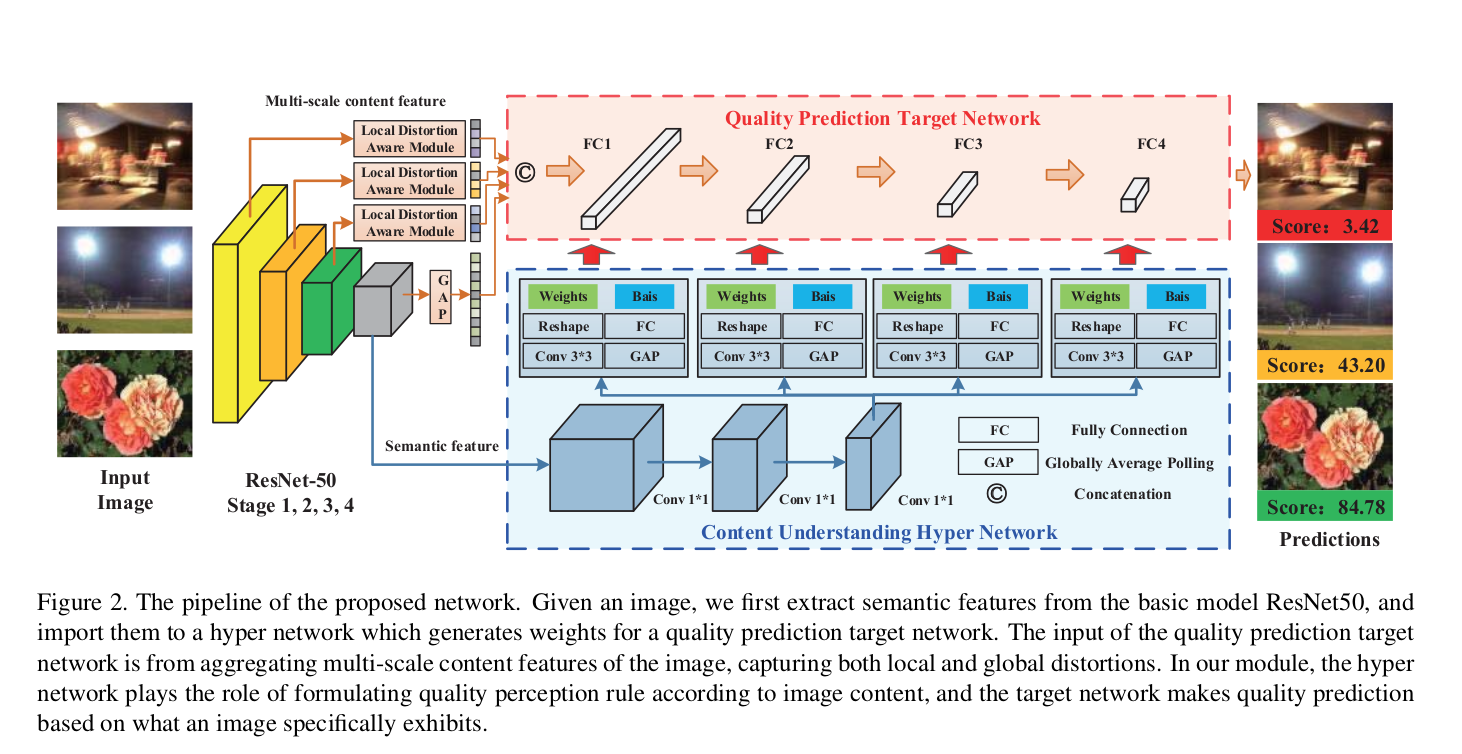 Multi-scale content feature
Local Distortion
Aware Module
Local Distortion
Aware Module
Local Distortion
Aware Module
G
A
P
Input
Image
ResNet-50
Stage 1, 2, 3, 4
Semantic feature
Quality Prediction Target Network
©
FC1
FC2
FC3
FC4
Weights Bais
Reshape FC
Conv 3*3 GAP
Weights Bais
Reshape FC
Conv 3*3 GAP
Weights Bais
Reshape FC
Conv 3*3 GAP
Weights Bais
Reshape FC
Conv 3*3 GAP
Conv 1*1
Conv 1*1
Conv 1*1
FC Fully Connection
GAP Globally Average Polling
© Concatenation
Content Understanding Hyper Network
Score: 3.42
Score: 43.20
Score: 84.78
Predictions
Figure 2. The pipeline of the proposed network. Given an image, we first extract semantic features from the basic model ResNet50, and
import them to a hyper network which generates weights for a quality prediction target network. The input of the quality prediction target
network is from aggregating multi-scale content features of the image, capturing both local and global distortions. In our module, the hyper
network plays the role of formulating quality perception rule according to image content, and the target network makes quality prediction
based on what an image specifically exhibits.